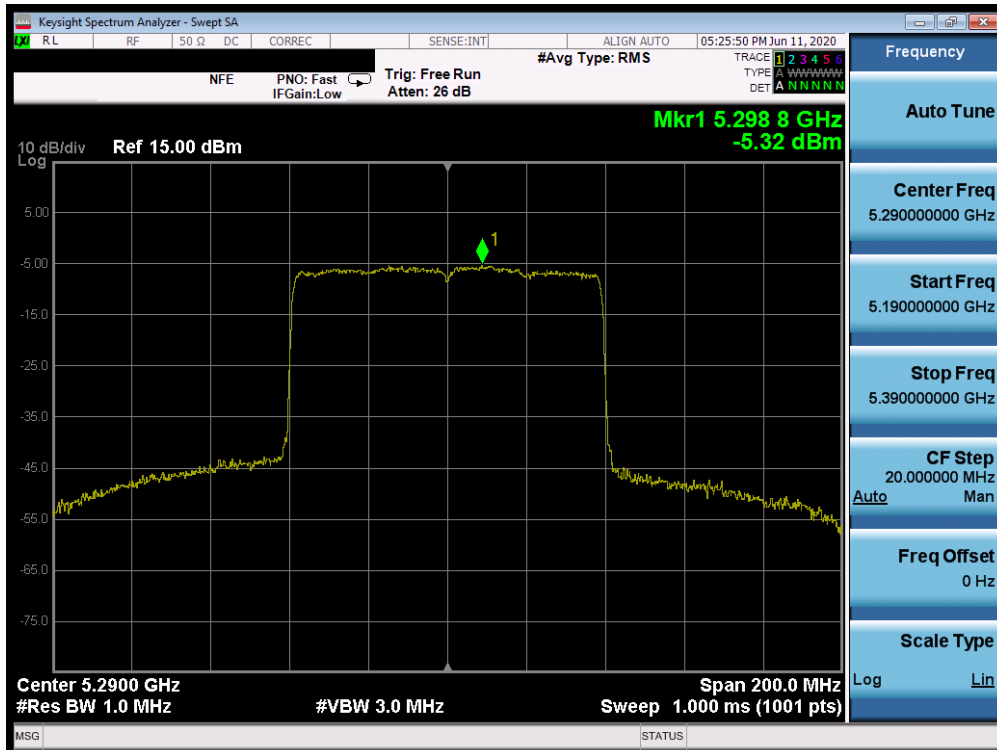 Keysight Spectrum Analyzer - Swept SA
LXI RL RF 50 Ω DC CORREC SENSE:INT ALIGN AUTO 05:25:50 PM Jun 11, 2020
Frequency
NFE PNO: Fast Trig: Free Run #Avg Type: RMS TRACE 1 2 3 4 5 6
IFGain:Low Atten: 26 dB TYPE A WWWWW
DET A N N N N N
Auto Tune
Mkr1 5.298 8 GHz
-5.32 dBm
10 dB/div Ref 15.00 dBm
Log
Center Freq
5.290000000 GHz
Start Freq
5.190000000 GHz
Stop Freq
5.390000000 GHz
CF Step
20.000000 MHz
Auto Man
Freq Offset
0 Hz
Scale Type
Log Lin
1
5.00
-5.00
-15.0
-25.0
-35.0
-45.0
-55.0
-65.0
-75.0
Center 5.2900 GHz Span 200.0 MHz
#Res BW 1.0 MHz #VBW 3.0 MHz Sweep 1.000 ms (1001 pts)
MSG STATUS